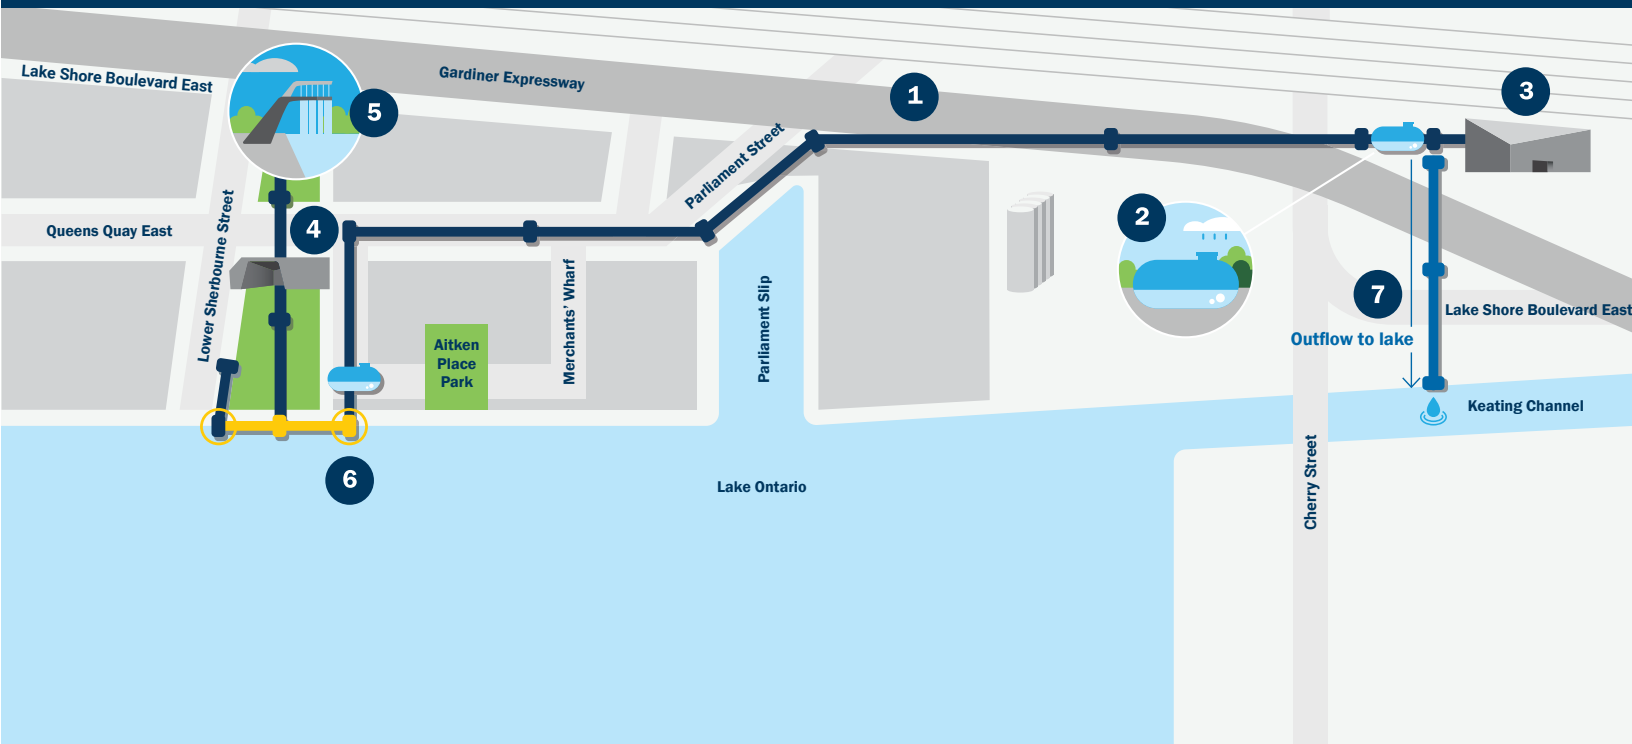 Lake Shore Boulevard East
Gardiner Expressway
1
3
5
Parliament Street
2
4
Queens Quay East
Lower Sherbourne Street
Merchants' Wharf
Parliament Slip
7
Lake Shore Boulevard East
Outflow to lake
Aitken
Place
Park
Keating Channel
6
Lake Ontario
Cherry Street